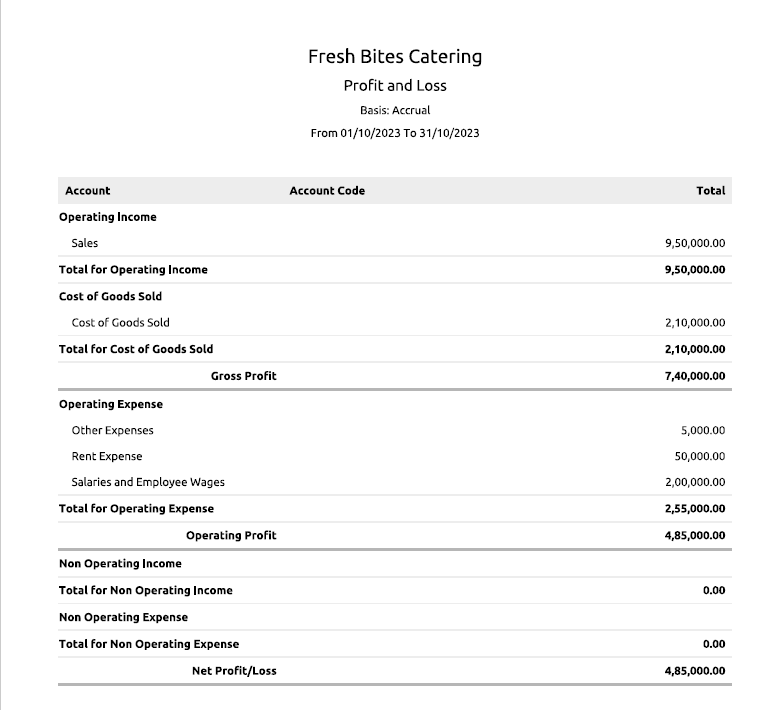 Fresh Bites Catering
Profit and Loss
Basis: Accrual
From 01/10/2023 To 31/10/2023
Account Account Code Total
Operating Income
Sales 9,50,000.00
Total for Operating Income 9,50,000.00
Cost of Goods Sold
Cost of Goods Sold 2,10,000.00
Total for Cost of Goods Sold 2,10,000.00
Gross Profit 7,40,000.00
Operating Expense
Other Expenses 5,000.00
Rent Expense 50,000.00
Salaries and Employee Wages 2,00,000.00
Total for Operating Expense 2,55,000.00
Operating Profit 4,85,000.00
Non Operating Income
Total for Non Operating Income 0.00
Non Operating Expense
Total for Non Operating Expense 0.00
Net Profit/Loss 4,85,000.00